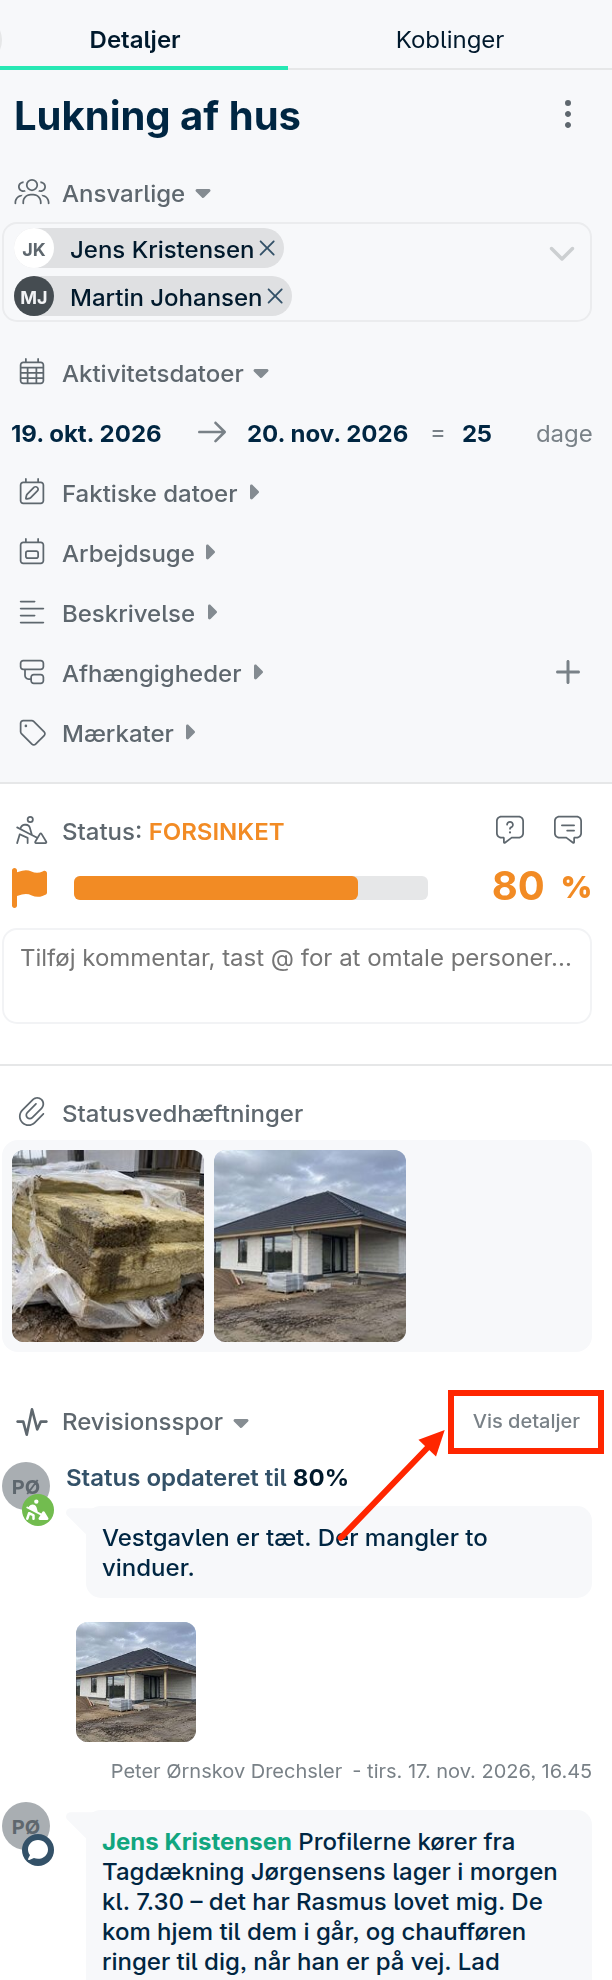 Detaljer
Koblinger
Lukning af hus
Ansvarlige
JK Jens Kristensen
MJ Martin Johansen
Aktivitetsdatoer
19. okt. 2026 → 20. nov. 2026 = 25 dage
Faktiske datoer
Arbejdsuge
Beskrivelse
Afhængigheder
Mærkater
Status: FORSINKET
80 %
Tilføj kommentar, tast @ for at omtale personer...
Statusvedhæftninger
Revisionsspor
Vis detaljer
PØ
Status opdateret til 80%
Vestgavlen er tæt. Der mangler to
vinduer.
Peter Ørnskov Drechsler - tirs. 17. nov. 2026, 16.45
PØ
Jens Kristensen Profilerne kører fra
Tagdækning Jørgensens lager i morgen
kl. 7.30 – det har Rasmus lovet mig. De
kom hjem til dem i går, og chaufføren
ringer til dig, når han er på vej. Lad